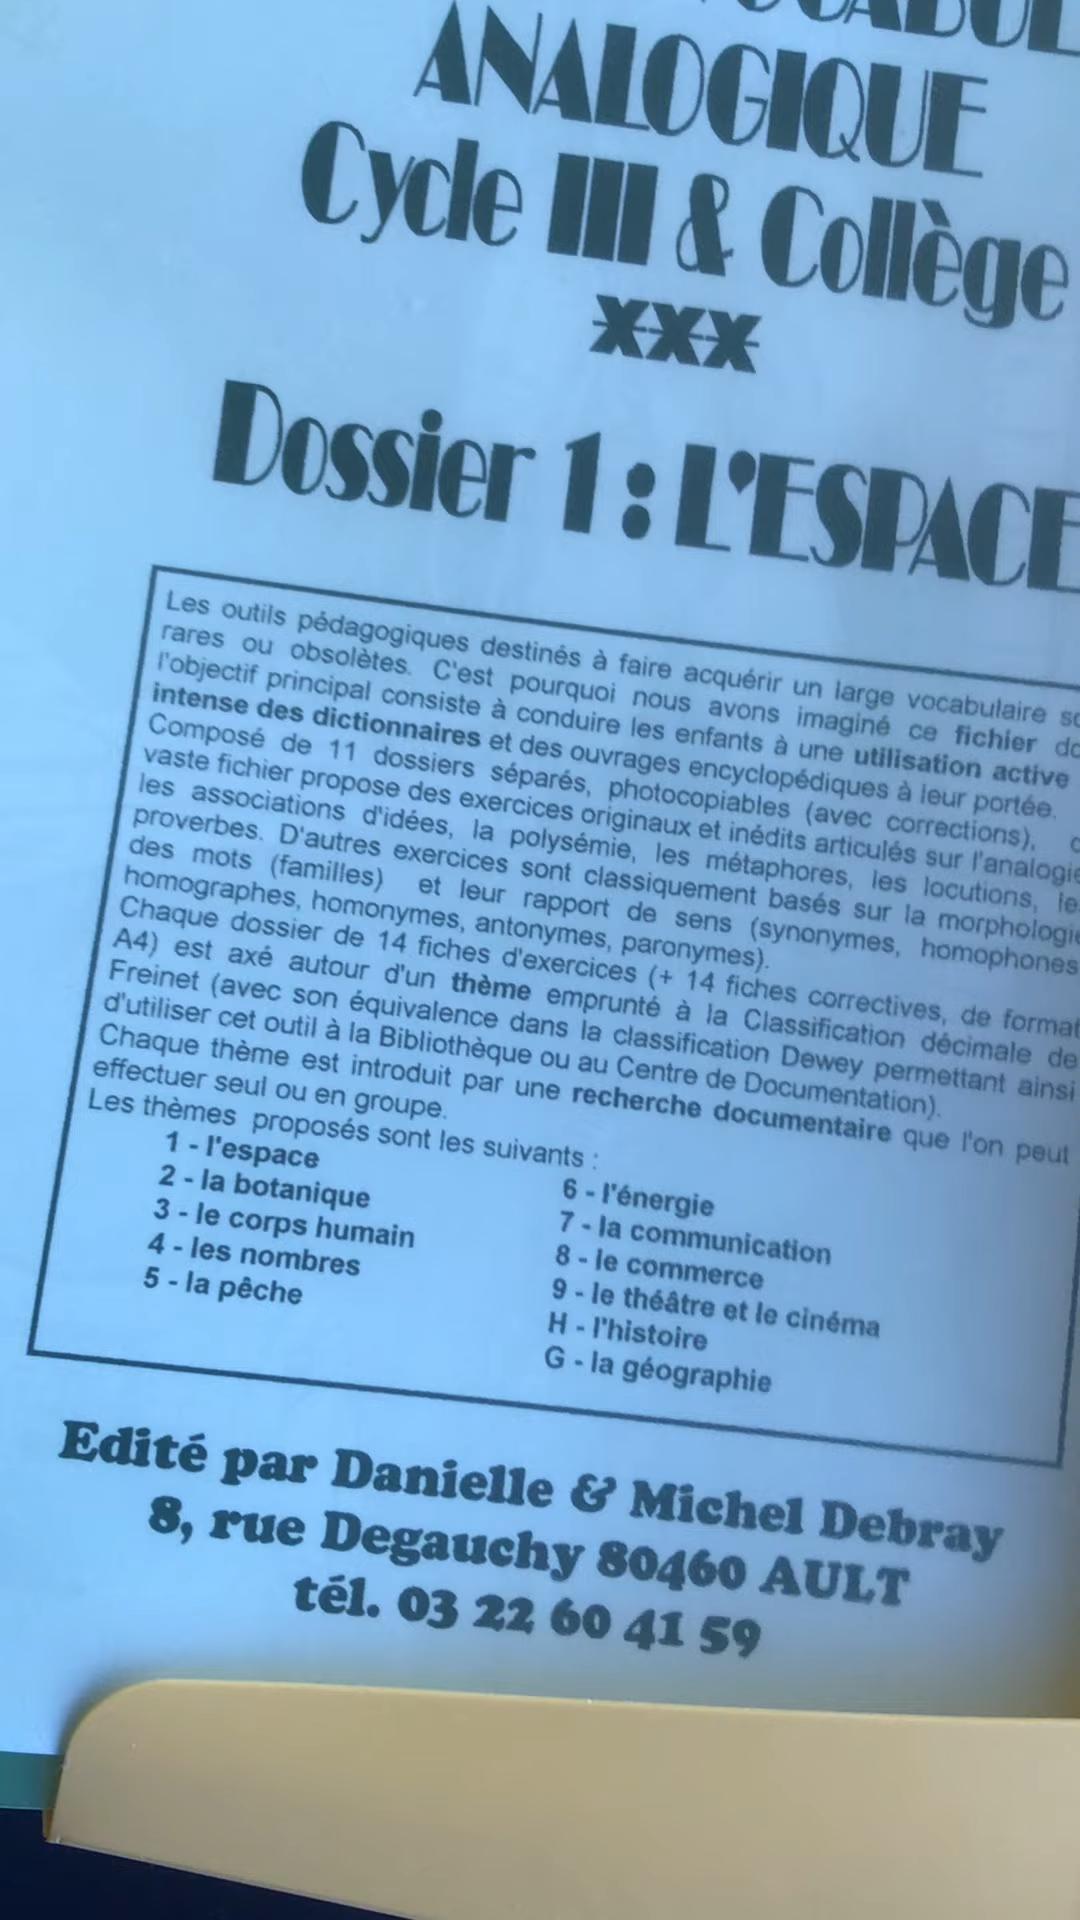 ANALOGIQUE
Cycle III & Collège
xxx
Dossier 1 : L'ESPACE
Les outils pédagogiques destinés à faire acquérir un large vocabulaire
rares ou obsolètes. C'est pourquoi nous avons imaginé ce fichier
l'objectif principal consiste à conduire les enfants à une utilisation active
intense des dictionnaires et des ouvrages encyclopédiques à leur portée.
Composé de 11 dossiers séparés, photocopiables (avec corrections),
vaste fichier propose des exercices originaux et inédits articulés sur l'analogie
les associations d'idées, la polysémie, les métaphores, les locutions,
proverbes. D'autres exercices sont classiquement basés sur la morphologie
des mots (familles) et leur rapport de sens (synonymes, homophones
homographes, homonymes, antonymes, paronymes).
Chaque dossier de 14 fiches d'exercices (+ 14 fiches correctives, de format
A4) est axé autour d'un thème emprunté à la Classification décimale de
Freinet (avec son équivalence dans la classification Dewey permettant ainsi
d'utiliser cet outil à la Bibliothèque ou au Centre de Documentation).
Chaque thème est introduit par une recherche documentaire que l'on peut
effectuer seul ou en groupe.
Les thèmes proposés sont les suivants :
1 - l'espace
2 - la botanique
3 - le corps humain
4 - les nombres
5 - la pêche
6 - l'énergie
7 - la communication
8 - le commerce
9 - le théâtre et le cinéma
H - l'histoire
G - la géographie
Edité par Danielle & Michel Debray
8, rue Degauchy 80460 AULT
tél. 03 22 60 41 59